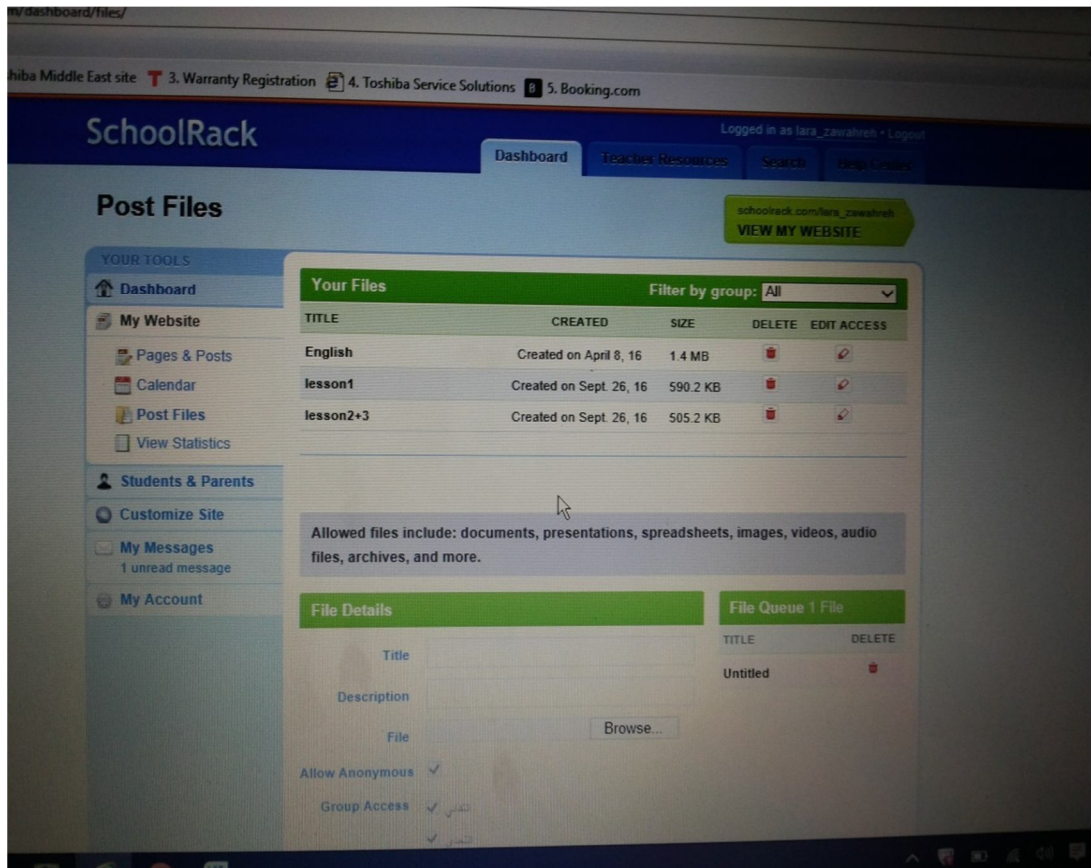 m/dashboard/files/
hiba Middle East site 3. Warranty Registration 4. Toshiba Service Solutions B 5. Booking.com
SchoolRack
Logged in as lara_zawahreh • Logout
Dashboard Teacher Resources Search Help Center
Post Files
schoolrack.com/lara_zawahreh
VIEW MY WEBSITE
YOUR TOOLS
Dashboard
My Website
Pages & Posts
Calendar
Post Files
View Statistics
Students & Parents
Customize Site
My Messages
1 unread message
My Account
Your Files Filter by group: All
TITLE CREATED SIZE DELETE EDIT ACCESS
English Created on April 8, 16 1.4 MB
lesson1 Created on Sept. 26, 16 590.2 KB
lesson2+3 Created on Sept. 26, 16 505.2 KB
Allowed files include: documents, presentations, spreadsheets, images, videos, audio
files, archives, and more.
File Details
Title
Description
File Browse...
Allow Anonymous
Group Access
File Queue 1 File
TITLE DELETE
Untitled